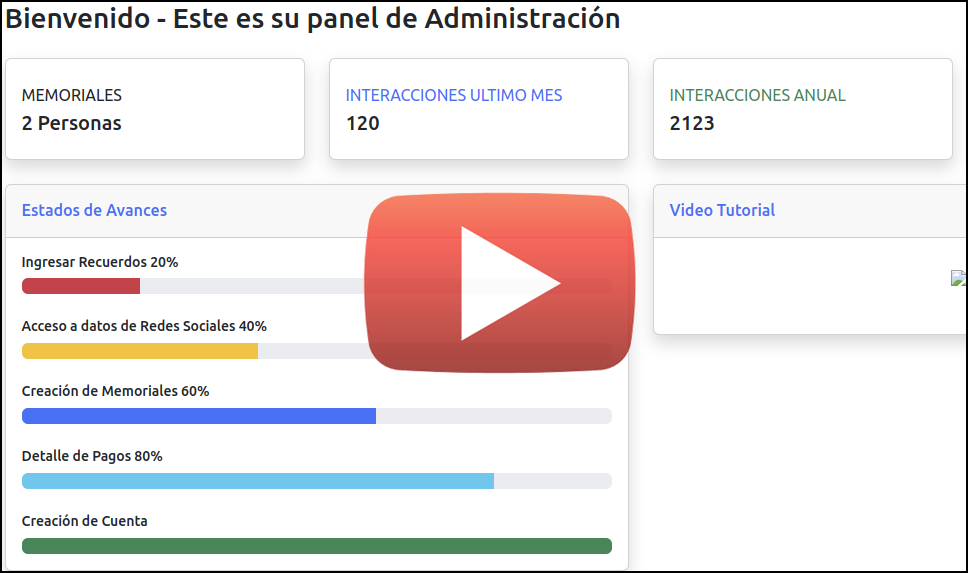 Bienvenido - Este es su panel de Administración
MEMORIALES
2 Personas
INTERACCIONES ULTIMO MES
120
INTERACCIONES ANUAL
2123
Estados de Avances
Ingresar Recuerdos 20%
Acceso a datos de Redes Sociales 40%
Creación de Memoriales 60%
Detalle de Pagos 80%
Creación de Cuenta
Video Tutorial